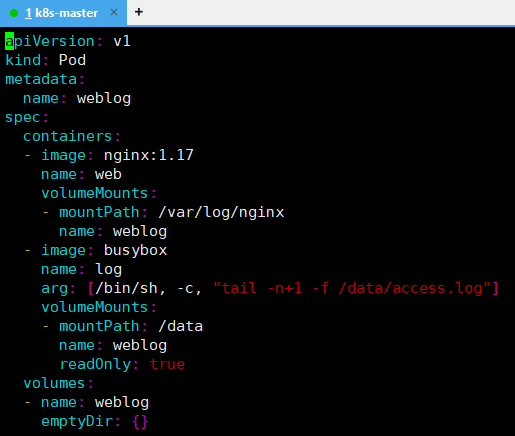 1 k8s-master × +
apiVersion: v1
kind: Pod
metadata:
  name: weblog
spec:
  containers:
  - image: nginx:1.17
    name: web
    volumeMounts:
    - mountPath: /var/log/nginx
      name: weblog
  - image: busybox
    name: log
    arg: [/bin/sh, -c, "tail -n+1 -f /data/access.log"]
    volumeMounts:
    - mountPath: /data
      name: weblog
      readOnly: true
  volumes:
  - name: weblog
    emptyDir: {}